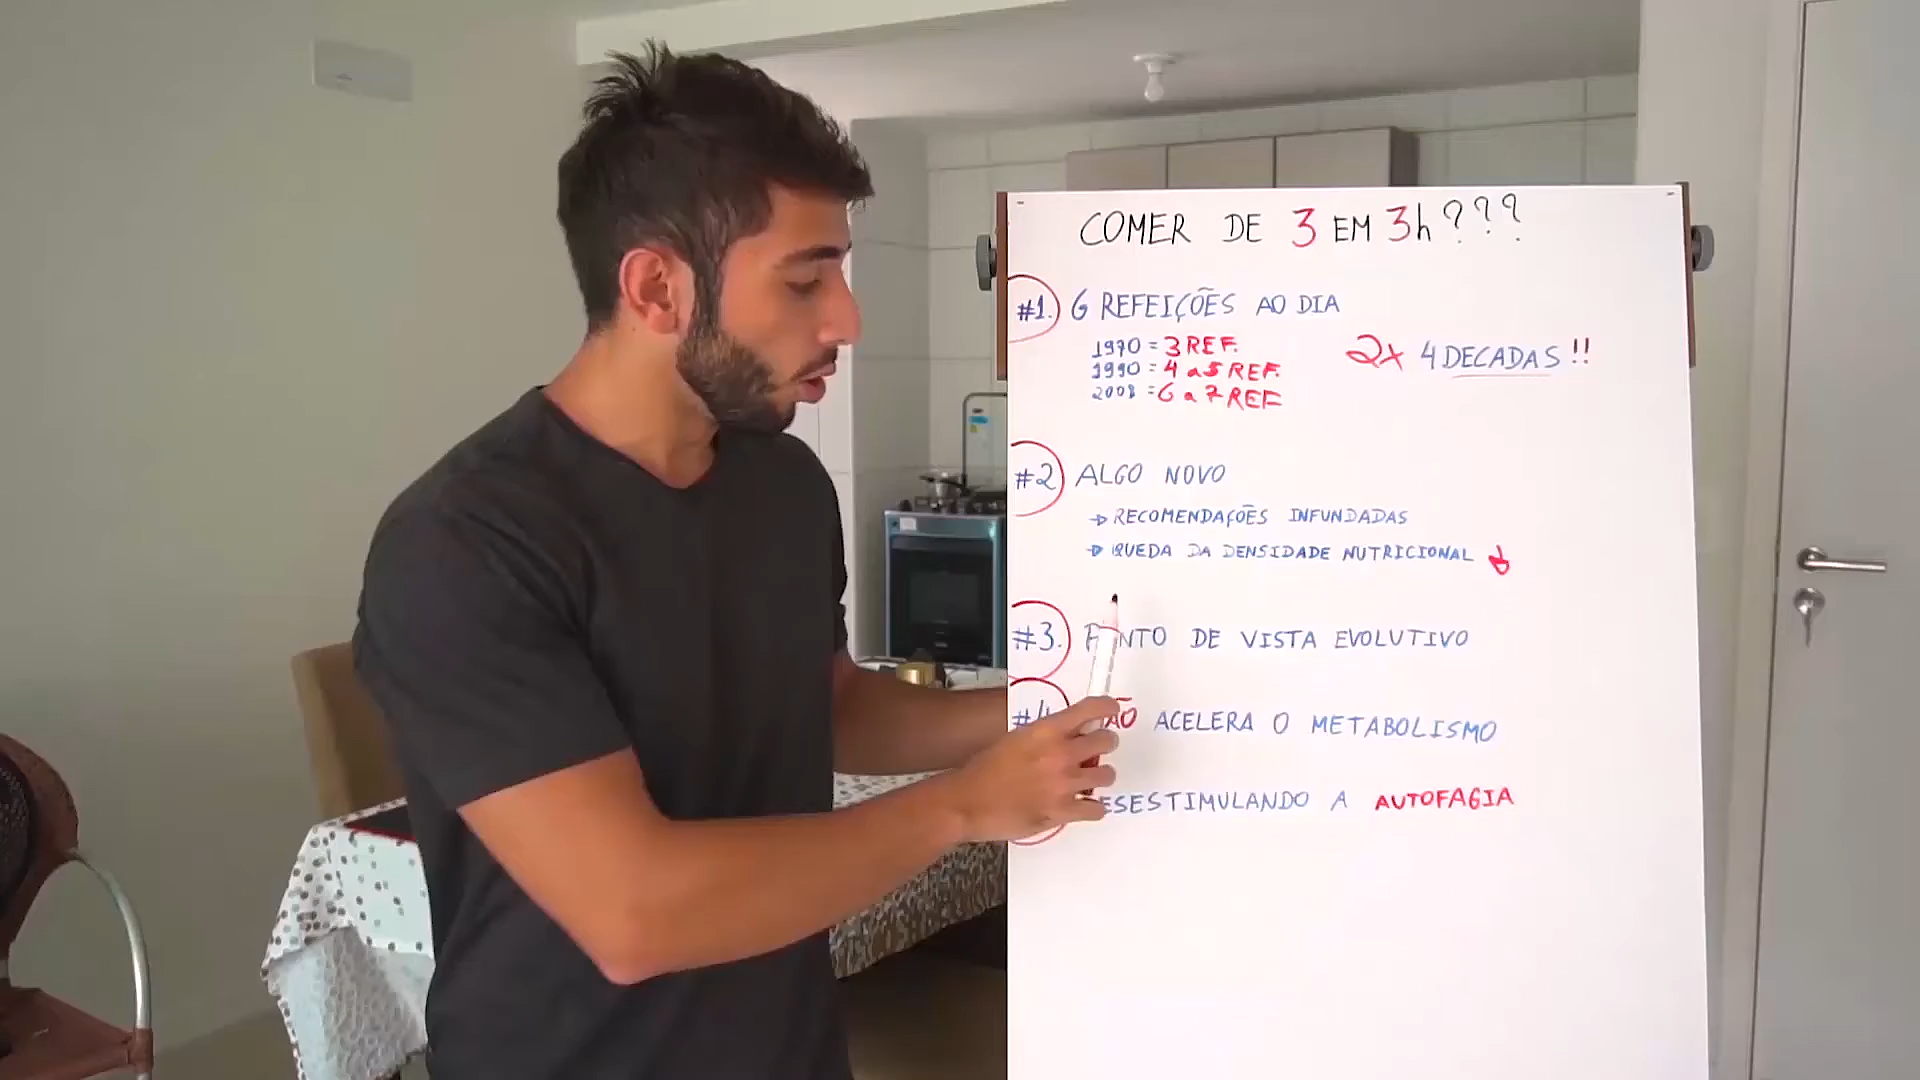 COMER DE 3 EM 3h???
#1. 6 REFEIÇÕES AO DIA
1970 = 3 REF.
1990 = 4 a 5 REF.
2008 = 6 a 7 REF
2x 4 DECADAS!!
#2 ALGO NOVO
→ RECOMENDAÇÕES INFUNDADAS
→ QUEDA DA DENSIDADE NUTRICIONAL ↓
#3. DE VISTA EVOLUTIVO
#4 ACELERA O METABOLISMO
A AUTOFAGIA